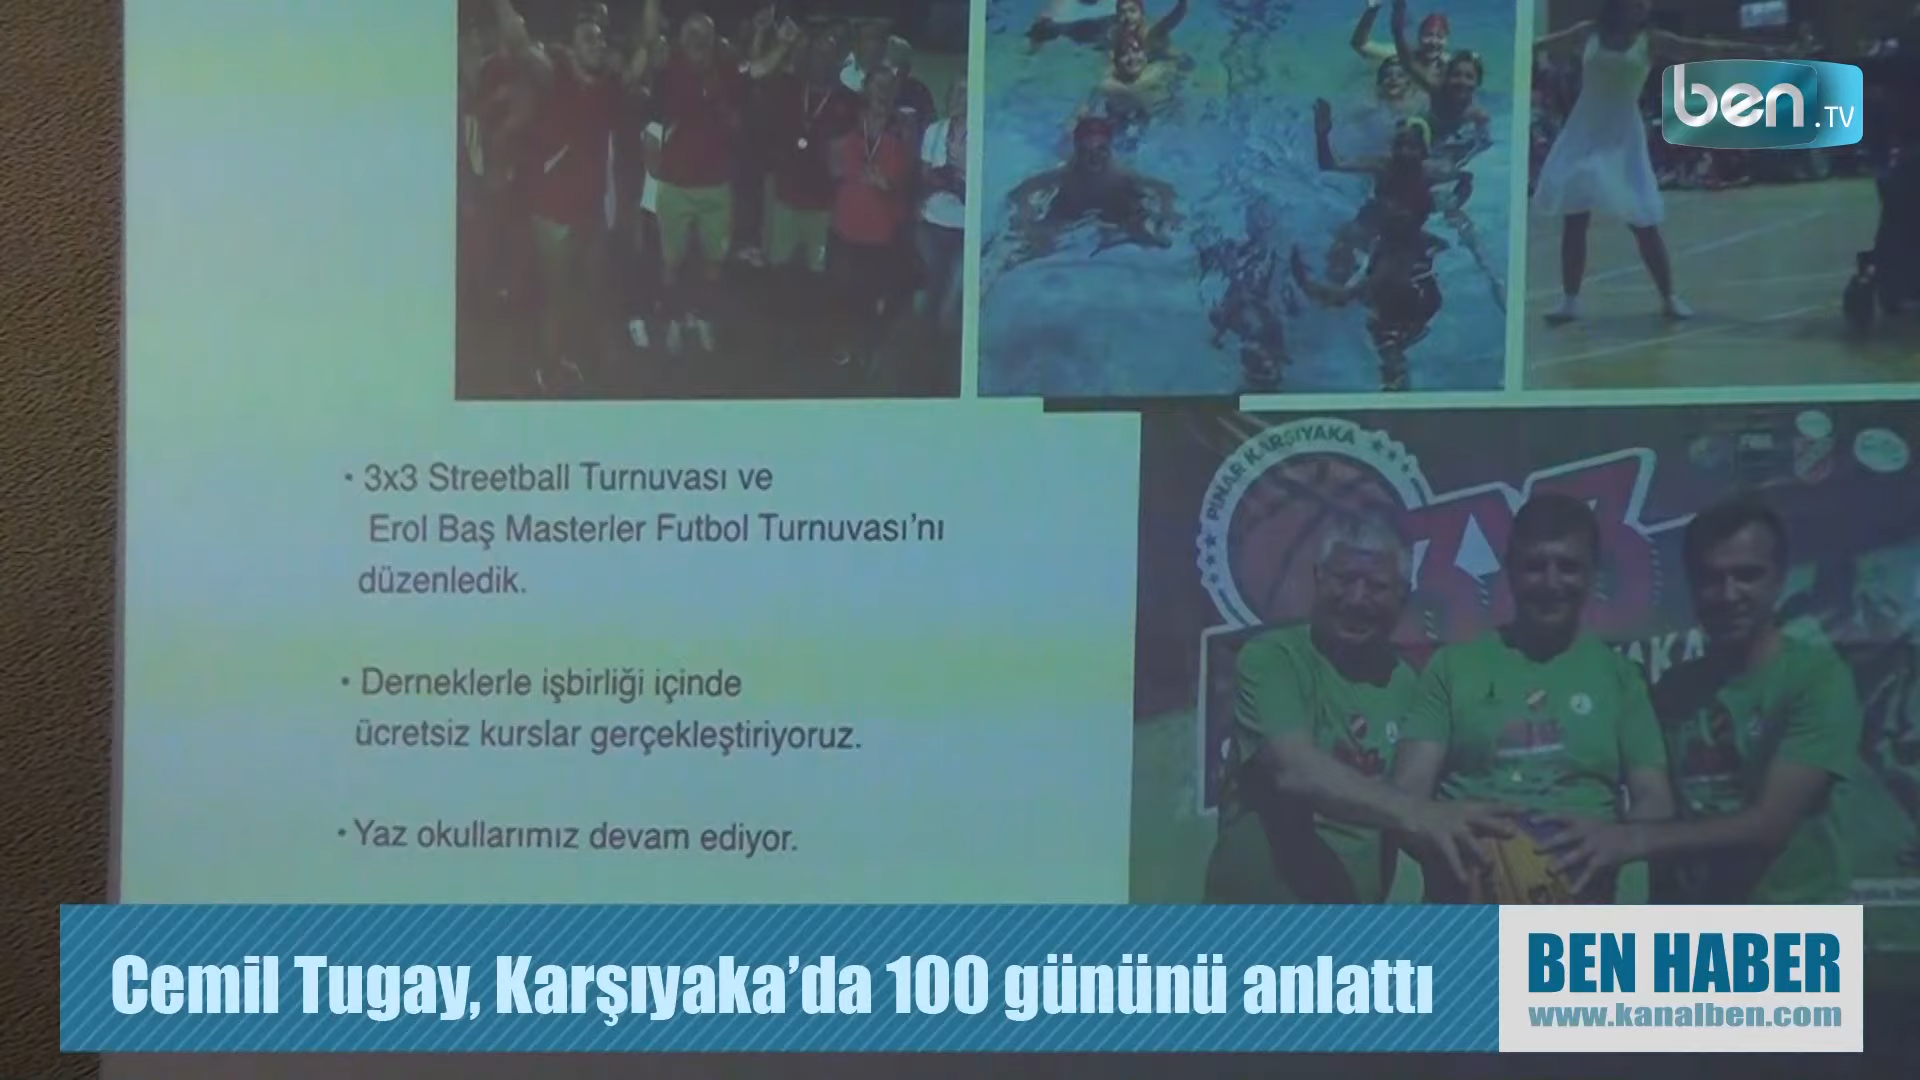 ben.TV
PINAR KARŞIYAKA
• 3x3 Streetball Turnuvası ve
Erol Baş Masterler Futbol Turnuvası’nı
düzenledik.
• Derneklerle işbirliği içinde
ücretsiz kurslar gerçekleştiriyoruz.
• Yaz okullarımız devam ediyor.
Cemil Tugay, Karşıyaka’da 100 gününü anlattı
BEN HABER
www.kanalben.com